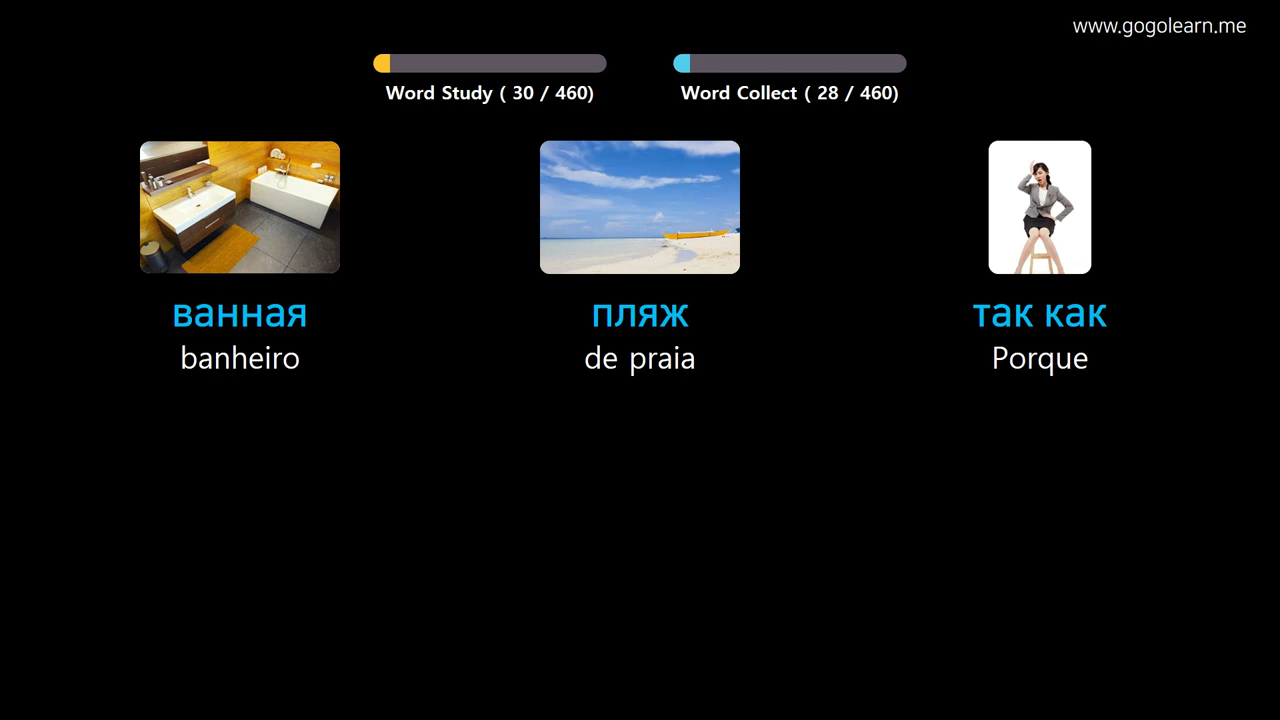 www.gogolearn.me
Word Study ( 30 / 460)
Word Collect ( 28 / 460)
ванная
banheiro
пляж
de praia
так как
Porque